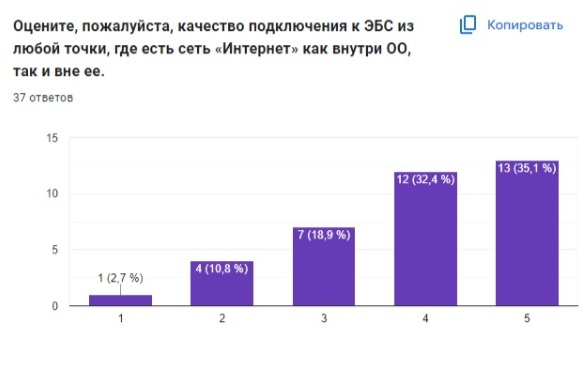 Оцените, пожалуйста, качество подключения к ЭБС из
любой точки, где есть сеть «Интернет» как внутри ОО,
так и вне ее.
Копировать
37 ответов
15
10
5
0
1 (2,7 %)
4 (10,8 %)
7 (18,9 %)
12 (32,4 %)
13 (35,1 %)
1
2
3
4
5